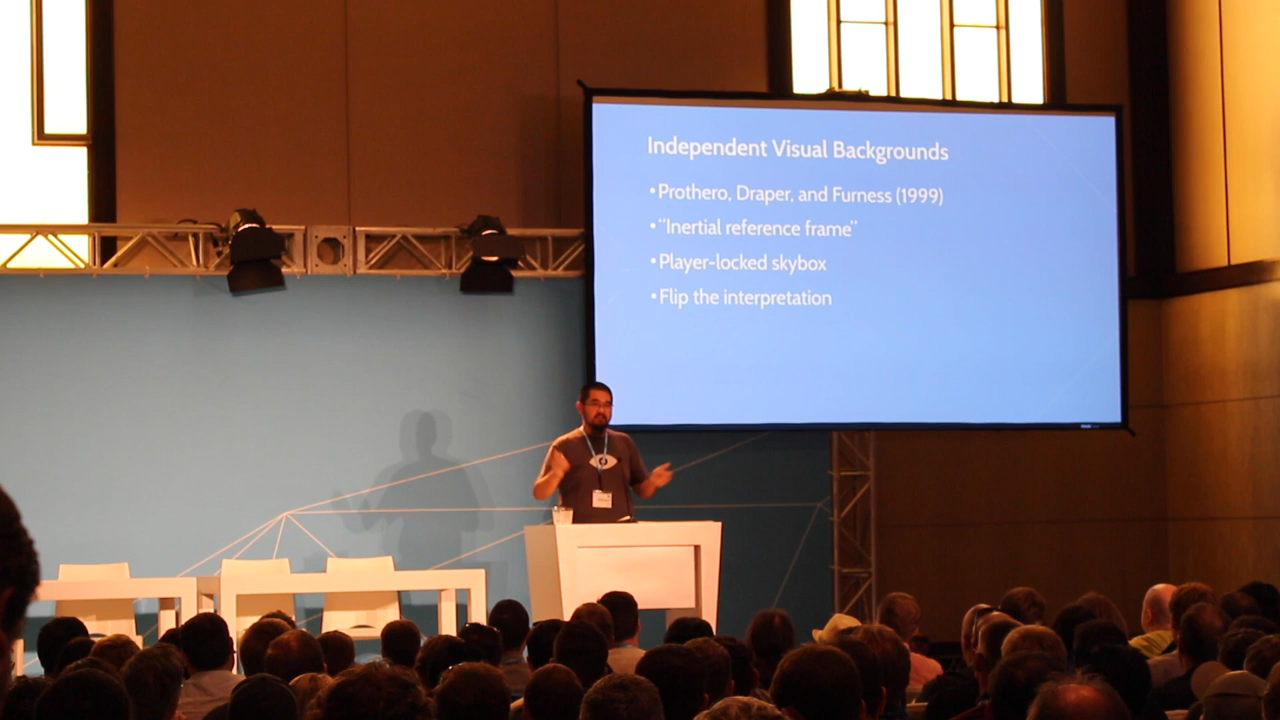 Independent Visual Backgrounds
•Prothero, Draper, and Furness (1999)
•"Inertial reference frame"
•Player-locked skybox
•Flip the interpretation